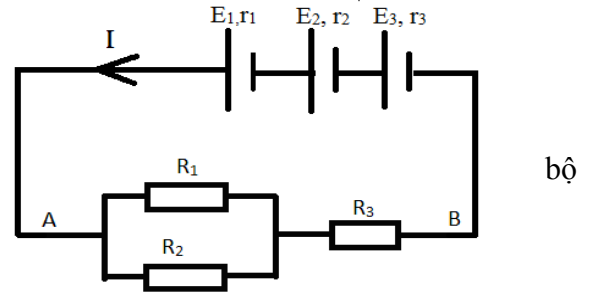 E₁,r₁ E₂, r₂ E₃, r₃
I
bộ
R₁
A R₃ B
R₂